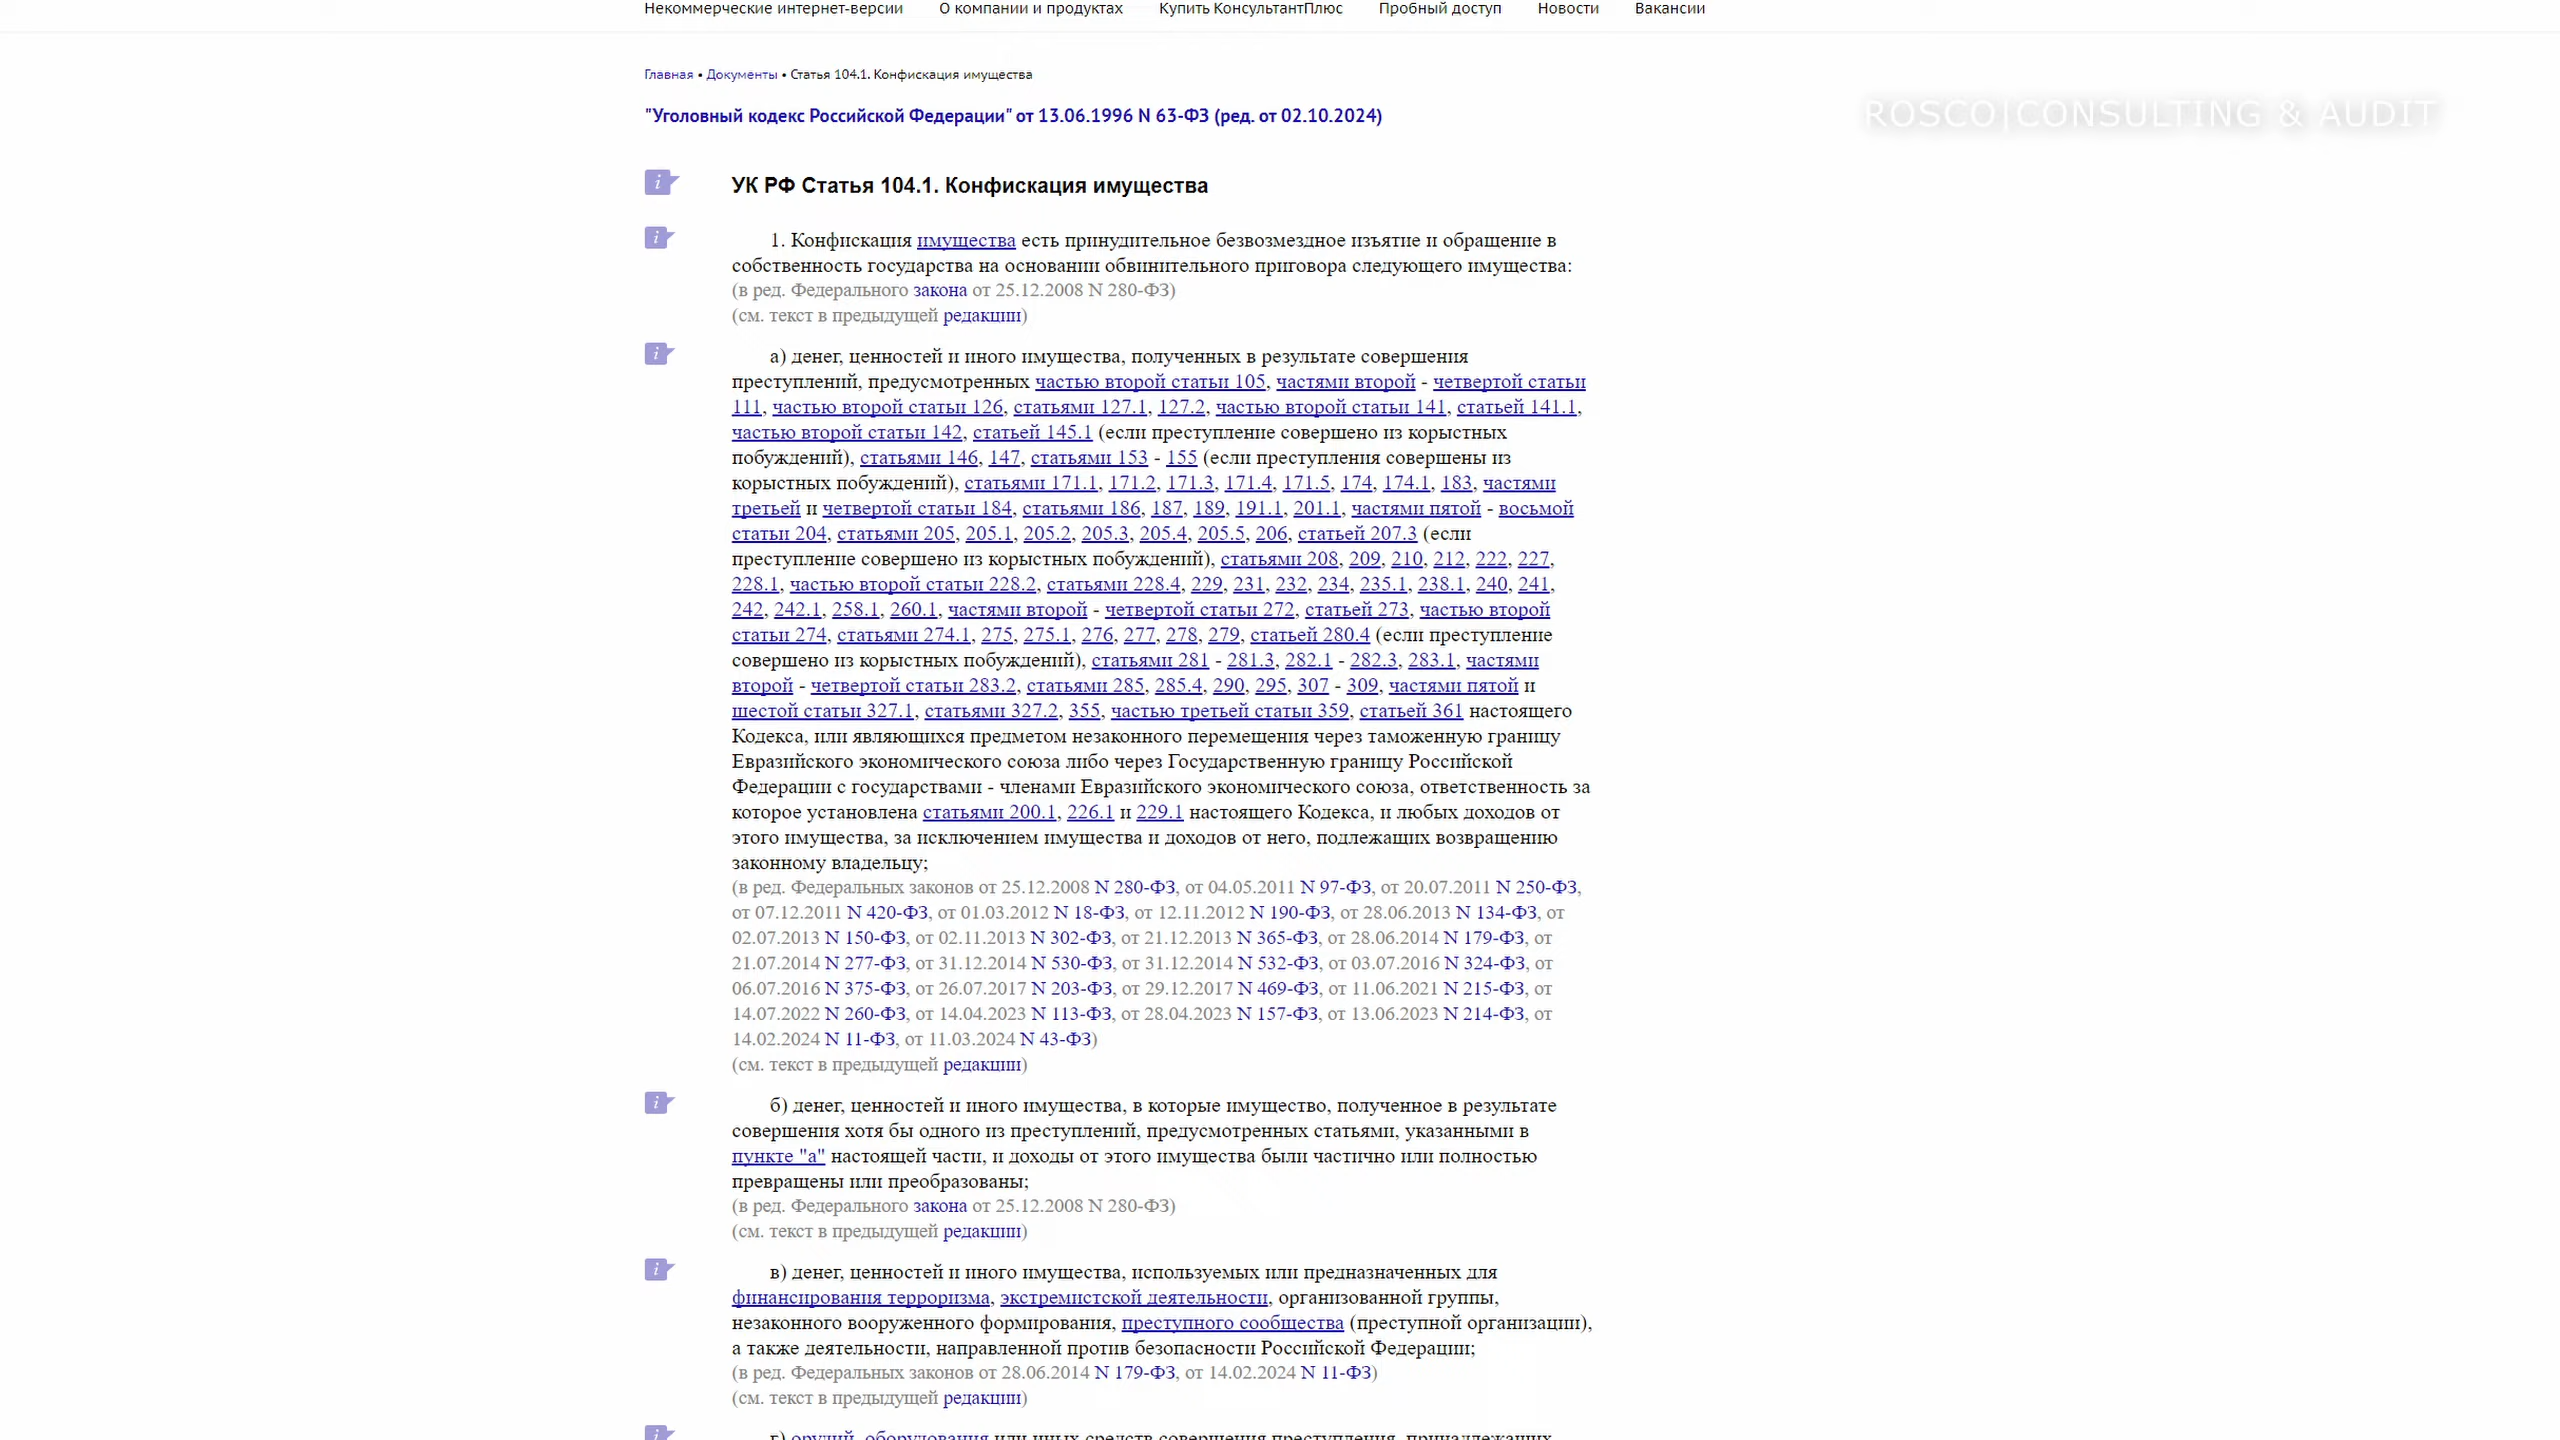 Некоммерческие интернет-версии О компании и продуктах Купить КонсультантПлюс Пробный доступ Новости Вакансии
Главная • Документы • Статья 104.1. Конфискация имущества
"Уголовный кодекс Российской Федерации" от 13.06.1996 N 63-ФЗ (ред. от 02.10.2024)
ROSCO|CONSULTING & AUDIT
УК РФ Статья 104.1. Конфискация имущества
1. Конфискация имущества есть принудительное безвозмездное изъятие и обращение в
собственность государства на основании обвинительного приговора следующего имущества:
(в ред. Федерального закона от 25.12.2008 N 280-ФЗ)
(см. текст в предыдущей редакции)
а) денег, ценностей и иного имущества, полученных в результате совершения
преступлений, предусмотренных частью второй статьи 105, частями второй - четвертой статьи
111, частью второй статьи 126, статьями 127.1, 127.2, частью второй статьи 141, статьей 141.1,
частью второй статьи 142, статьей 145.1 (если преступление совершено из корыстных
побуждений), статьями 146, 147, статьями 153 - 155 (если преступления совершены из
корыстных побуждений), статьями 171.1, 171.2, 171.3, 171.4, 171.5, 174, 174.1, 183, частями
третьей и четвертой статьи 184, статьями 186, 187, 189, 191.1, 201.1, частями пятой - восьмой
статьи 204, статьями 205, 205.1, 205.2, 205.3, 205.4, 205.5, 206, статьей 207.3 (если
преступление совершено из корыстных побуждений), статьями 208, 209, 210, 212, 222, 227,
228.1, частью второй статьи 228.2, статьями 228.4, 229, 231, 232, 234, 235.1, 238.1, 240, 241,
242, 242.1, 258.1, 260.1, частями второй - четвертой статьи 272, статьей 273, частью второй
статьи 274, статьями 274.1, 275, 275.1, 276, 277, 278, 279, статьей 280.4 (если преступление
совершено из корыстных побуждений), статьями 281 - 281.3, 282.1 - 282.3, 283.1, частями
второй - четвертой статьи 283.2, статьями 285, 285.4, 290, 295, 307 - 309, частями пятой и
шестой статьи 327.1, статьями 327.2, 355, частью третьей статьи 359, статьей 361 настоящего
Кодекса, или являющихся предметом незаконного перемещения через таможенную границу
Евразийского экономического союза либо через Государственную границу Российской
Федерации с государствами - членами Евразийского экономического союза, ответственность за
которое установлена статьями 200.1, 226.1 и 229.1 настоящего Кодекса, и любых доходов от
этого имущества, за исключением имущества и доходов от него, подлежащих возвращению
законному владельцу;
(в ред. Федеральных законов от 25.12.2008 N 280-ФЗ, от 04.05.2011 N 97-ФЗ, от 20.07.2011 N 250-ФЗ,
от 07.12.2011 N 420-ФЗ, от 01.03.2012 N 18-ФЗ, от 12.11.2012 N 190-ФЗ, от 28.06.2013 N 134-ФЗ, от
02.07.2013 N 150-ФЗ, от 02.11.2013 N 302-ФЗ, от 21.12.2013 N 365-ФЗ, от 28.06.2014 N 179-ФЗ, от
21.07.2014 N 277-ФЗ, от 31.12.2014 N 530-ФЗ, от 31.12.2014 N 532-ФЗ, от 03.07.2016 N 324-ФЗ, от
06.07.2016 N 375-ФЗ, от 26.07.2017 N 203-ФЗ, от 29.12.2017 N 469-ФЗ, от 11.06.2021 N 215-ФЗ, от
14.07.2022 N 260-ФЗ, от 14.04.2023 N 113-ФЗ, от 28.04.2023 N 157-ФЗ, от 13.06.2023 N 214-ФЗ, от
14.02.2024 N 11-ФЗ, от 11.03.2024 N 43-ФЗ)
(см. текст в предыдущей редакции)
б) денег, ценностей и иного имущества, в которые имущество, полученное в результате
совершения хотя бы одного из преступлений, предусмотренных статьями, указанными в
пункте "а" настоящей части, и доходы от этого имущества были частично или полностью
превращены или преобразованы;
(в ред. Федерального закона от 25.12.2008 N 280-ФЗ)
(см. текст в предыдущей редакции)
в) денег, ценностей и иного имущества, используемых или предназначенных для
финансирования терроризма, экстремистской деятельности, организованной группы,
незаконного вооруженного формирования, преступного сообщества (преступной организации),
а также деятельности, направленной против безопасности Российской Федерации;
(в ред. Федеральных законов от 28.06.2014 N 179-ФЗ, от 14.02.2024 N 11-ФЗ)
(см. текст в предыдущей редакции)
г) орудий, оборудования или иных средств совершения преступления, принадлежащих